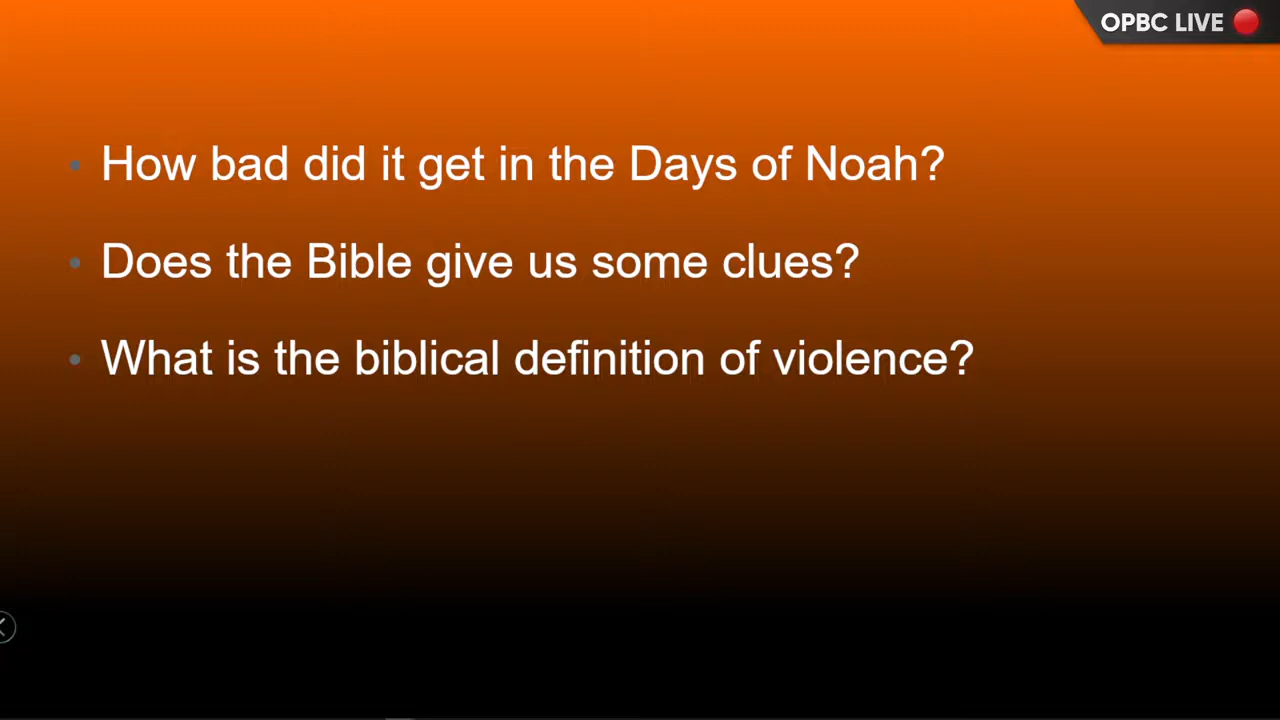 OPBC LIVE
• How bad did it get in the Days of Noah?
• Does the Bible give us some clues?
• What is the biblical definition of violence?